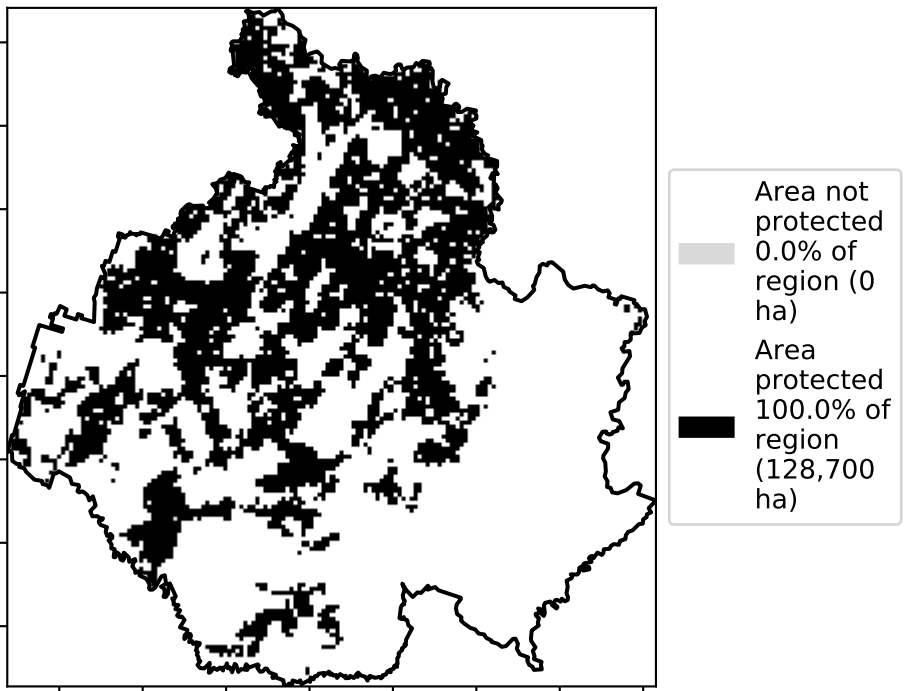 Area not
protected
0.0% of
region (0
ha)
Area
protected
100.0% of
region
(128,700
ha)